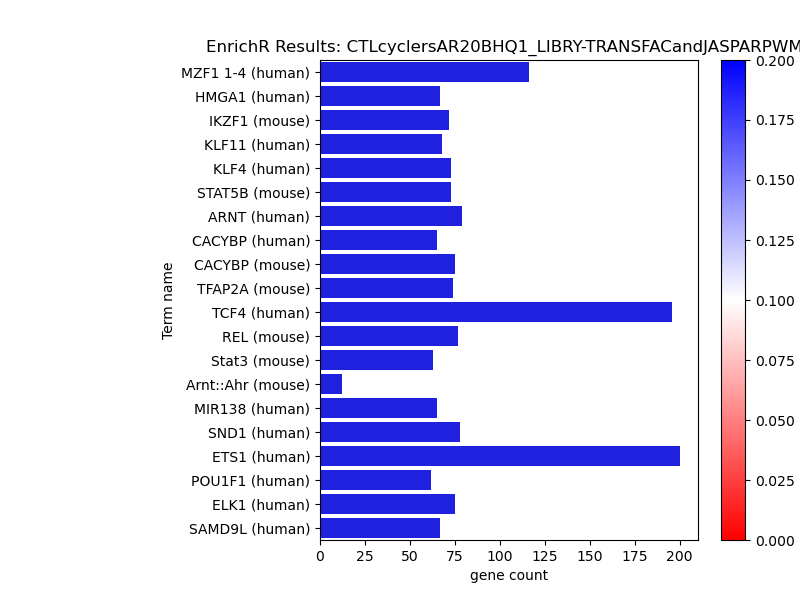 EnrichR Results: CTLcyclersAR20BHQ1_LIBRY-TRANSFACandJASPARPWM
MZF1 1-4 (human)
HMGA1 (human)
IKZF1 (mouse)
KLF11 (human)
KLF4 (human)
STAT5B (mouse)
ARNT (human)
CACYBP (human)
CACYBP (mouse)
TFAP2A (mouse)
TCF4 (human)
REL (mouse)
Stat3 (mouse)
Arnt::Ahr (mouse)
MIR138 (human)
SND1 (human)
ETS1 (human)
POU1F1 (human)
ELK1 (human)
SAMD9L (human)
Term name
0 25 50 75 100 125 150 175 200
gene count
0.200
0.175
0.150
0.125
0.100
0.075
0.050
0.025
0.000